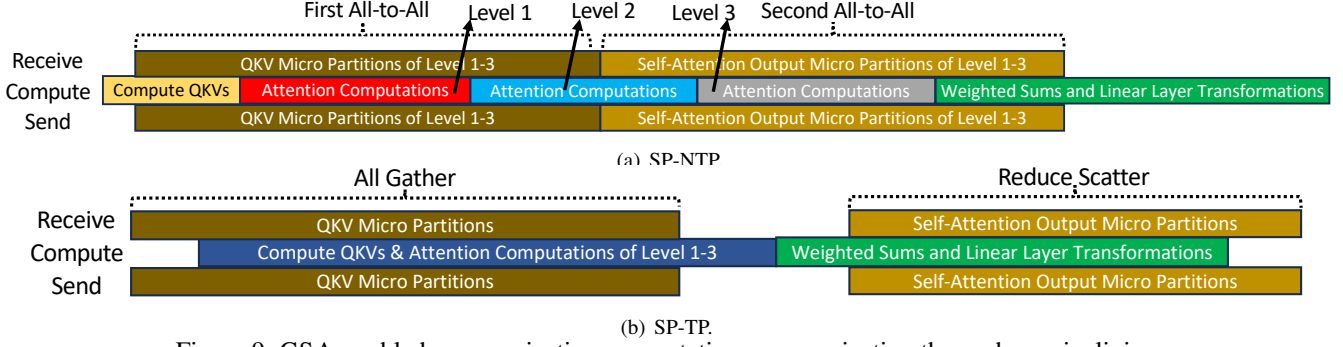 First All-to-All Level 1 Level 2 Level 3 Second All-to-All
Receive QKV Micro Partitions of Level 1-3 Self-Attention Output Micro Partitions of Level 1-3
Compute Compute QKVs Attention Computations Attention Computations Attention Computations Weighted Sums and Linear Layer Transformations
Send QKV Micro Partitions of Level 1-3 Self-Attention Output Micro Partitions of Level 1-3
(a) SP-NTP
All Gather Reduce Scatter
Receive QKV Micro Partitions Self-Attention Output Micro Partitions
Compute Compute QKVs & Attention Computations of Level 1-3 Weighted Sums and Linear Layer Transformations
Send QKV Micro Partitions Self-Attention Output Micro Partitions
(b) SP-TP.